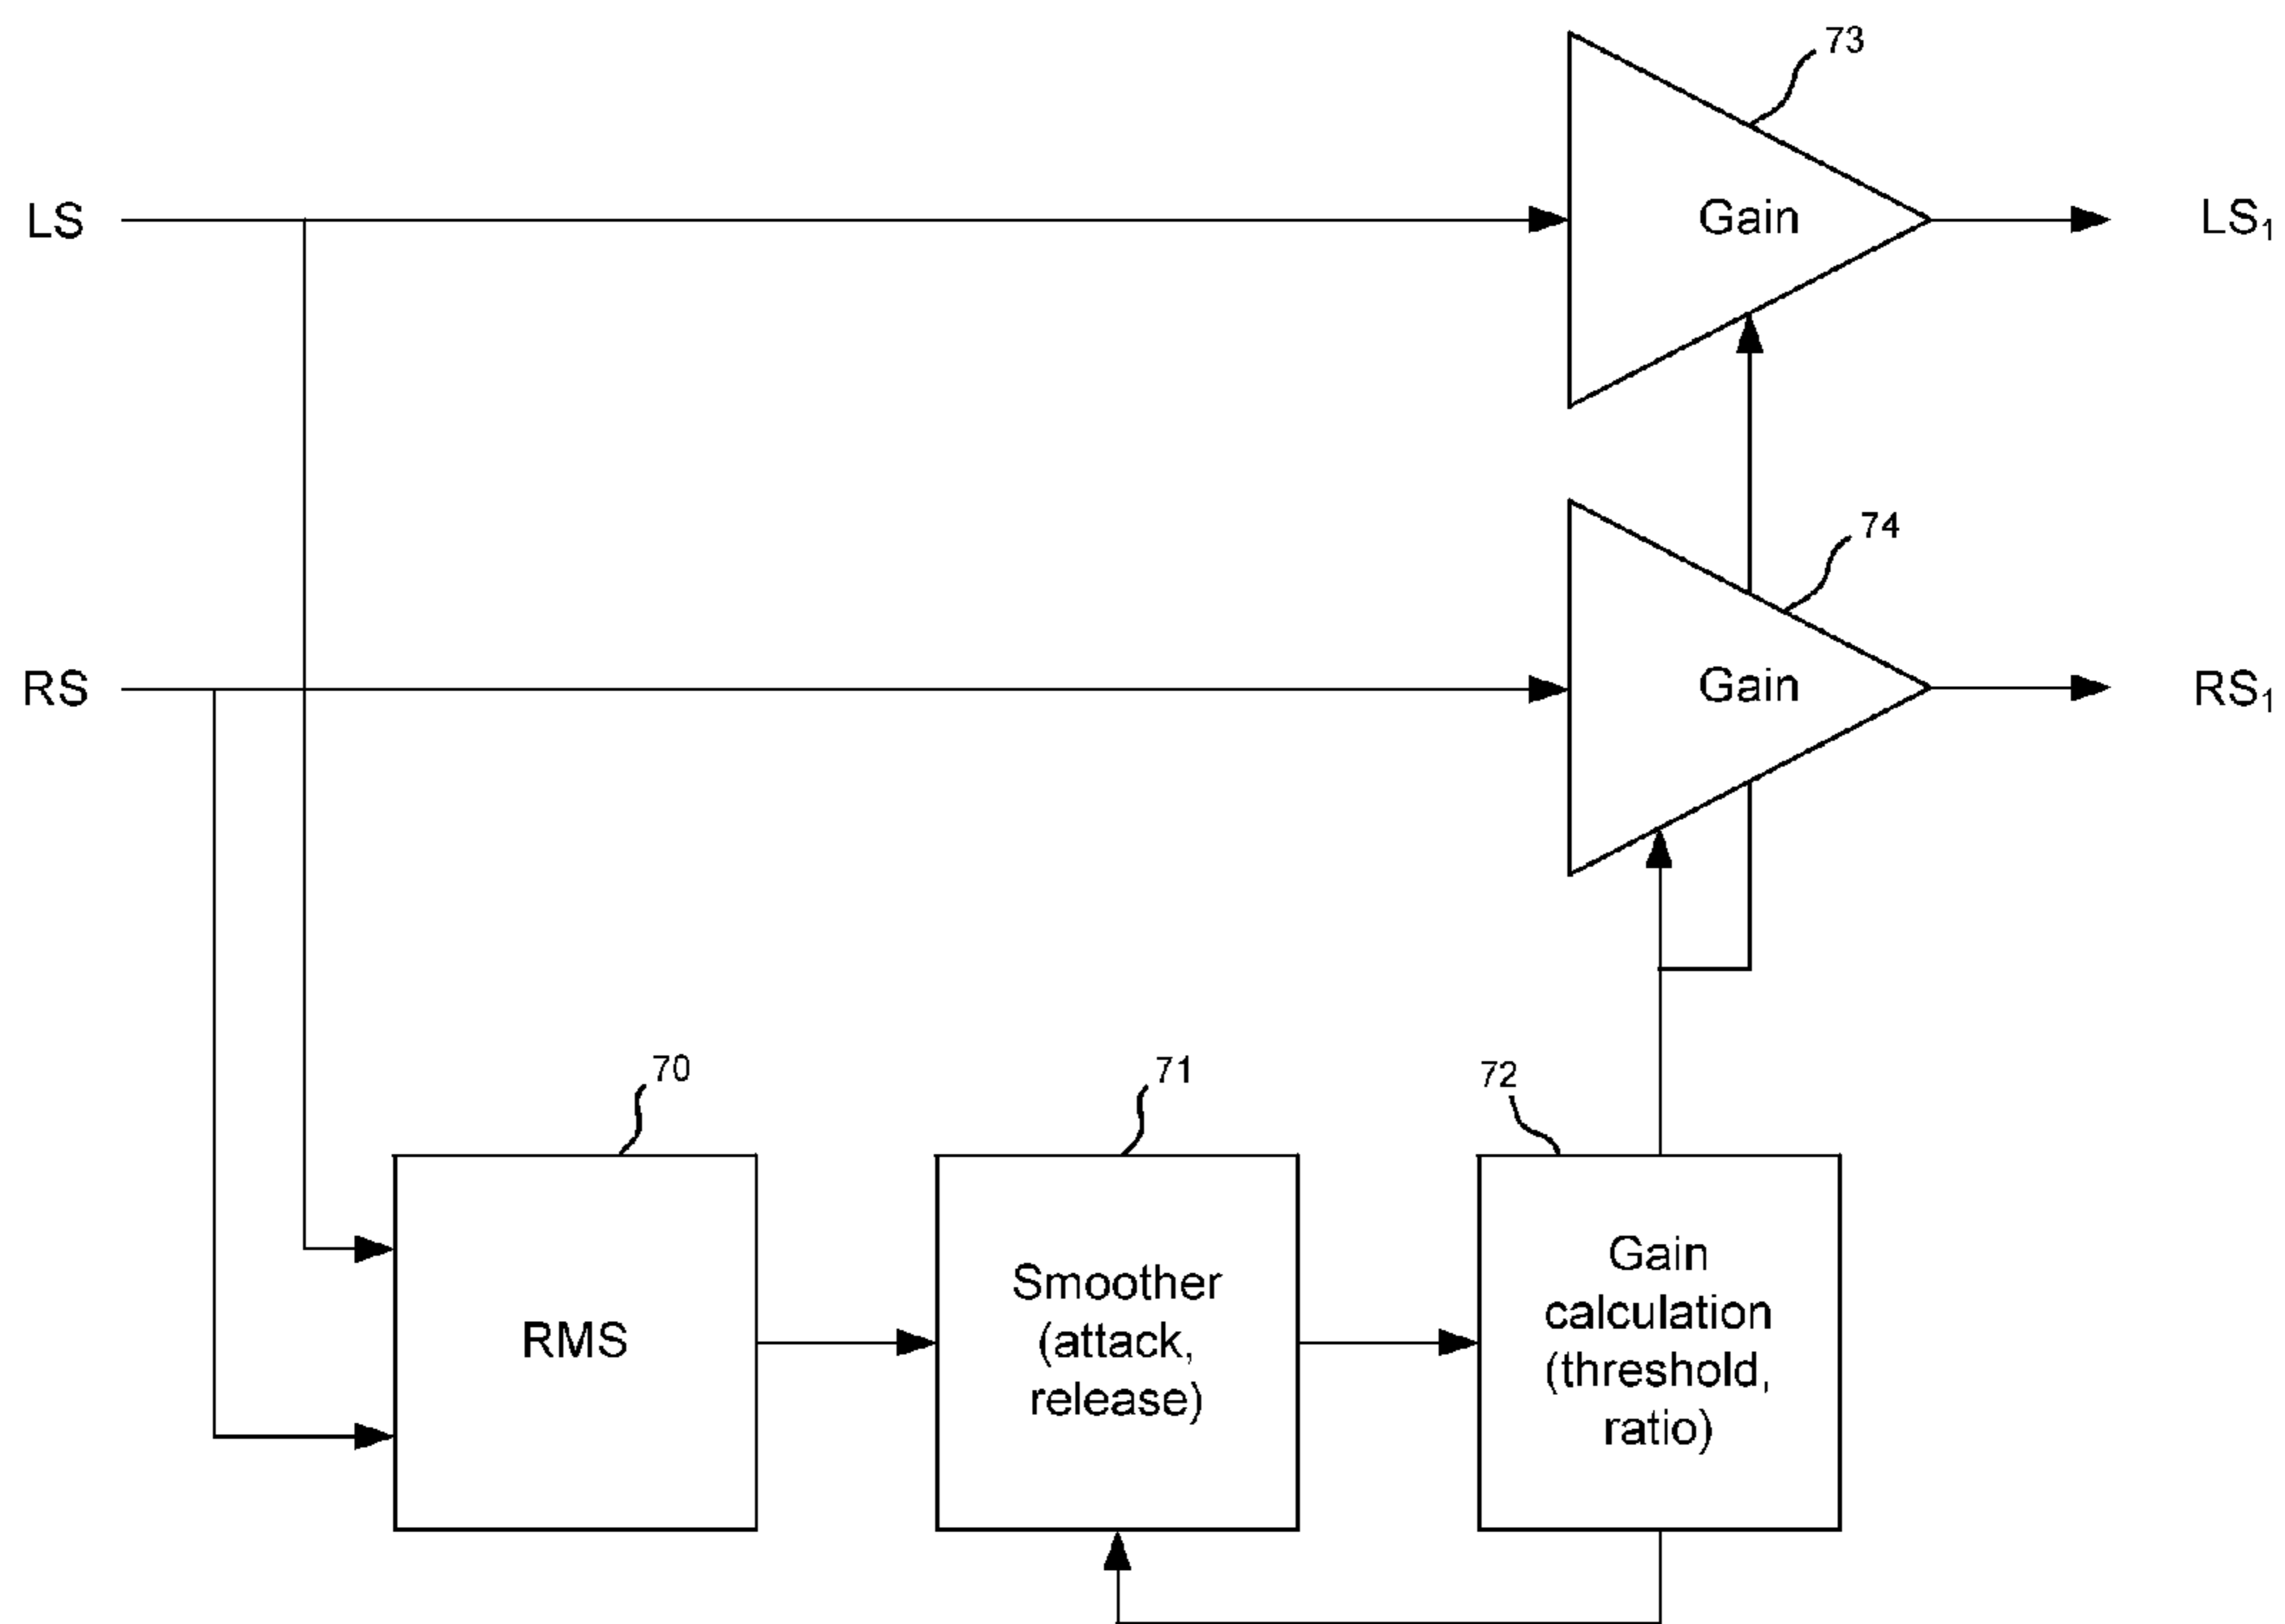 73
LS
Gain
LS₁
74
RS
Gain
RS₁
70
71
72
RMS
Smoother
(attack,
release)
Gain
calculation
(threshold,
ratio)